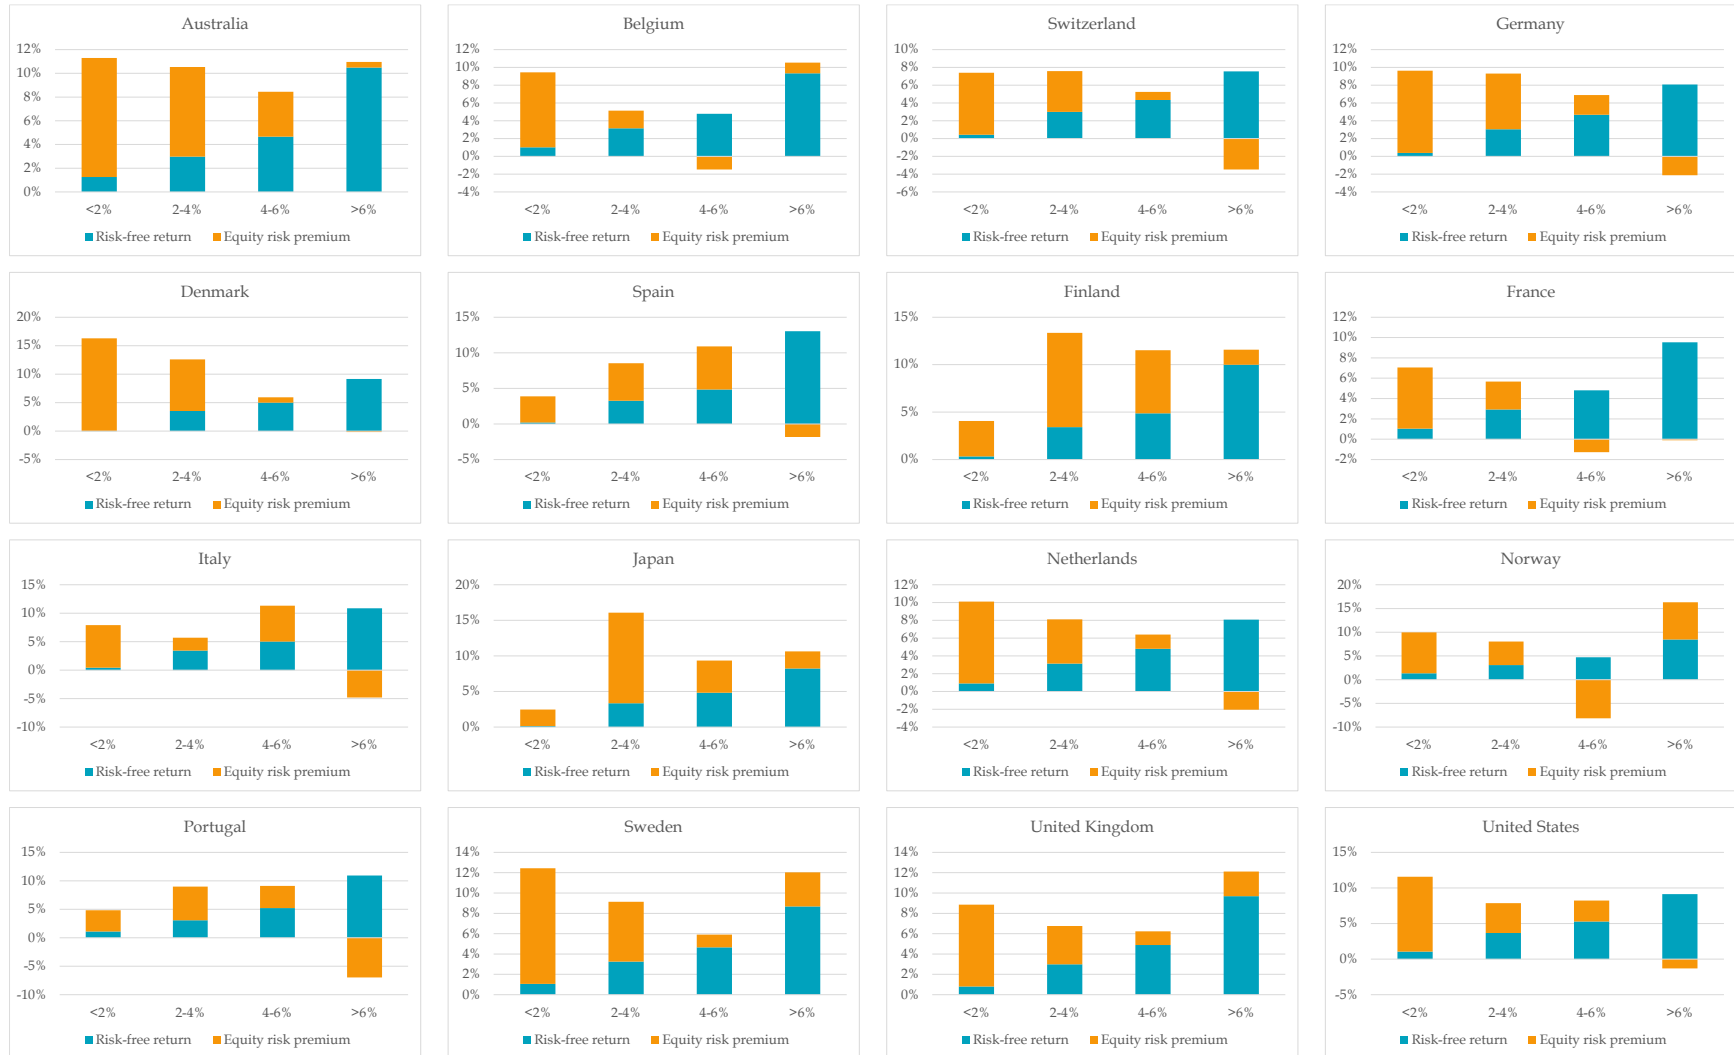 Australia
12%
10%
8%
6%
4%
2%
0%
<2% 2-4% 4-6% >6%
Risk-free return Equity risk premium
Belgium
12%
10%
8%
6%
4%
2%
0%
-2%
-4%
<2% 2-4% 4-6% >6%
Risk-free return Equity risk premium
Switzerland
10%
8%
6%
4%
2%
0%
-2%
-4%
-6%
<2% 2-4% 4-6% >6%
Risk-free return Equity risk premium
Germany
12%
10%
8%
6%
4%
2%
0%
-2%
-4%
<2% 2-4% 4-6% >6%
Risk-free return Equity risk premium
Denmark
20%
15%
10%
5%
0%
-5%
<2% 2-4% 4-6% >6%
Risk-free return Equity risk premium
Spain
15%
10%
5%
0%
-5%
<2% 2-4% 4-6% >6%
Risk-free return Equity risk premium
Finland
15%
10%
5%
0%
<2% 2-4% 4-6% >6%
Risk-free return Equity risk premium
France
12%
10%
8%
6%
4%
2%
0%
-2%
<2% 2-4% 4-6% >6%
Risk-free return Equity risk premium
Italy
15%
10%
5%
0%
-5%
-10%
<2% 2-4% 4-6% >6%
Risk-free return Equity risk premium
Japan
20%
15%
10%
5%
0%
<2% 2-4% 4-6% >6%
Risk-free return Equity risk premium
Netherlands
12%
10%
8%
6%
4%
2%
0%
-2%
-4%
<2% 2-4% 4-6% >6%
Risk-free return Equity risk premium
Norway
20%
15%
10%
5%
0%
-5%
-10%
<2% 2-4% 4-6% >6%
Risk-free return Equity risk premium
Portugal
15%
10%
5%
0%
-5%
-10%
<2% 2-4% 4-6% >6%
Risk-free return Equity risk premium
Sweden
14%
12%
10%
8%
6%
4%
2%
0%
<2% 2-4% 4-6% >6%
Risk-free return Equity risk premium
United Kingdom
14%
12%
10%
8%
6%
4%
2%
0%
<2% 2-4% 4-6% >6%
Risk-free return Equity risk premium
United States
15%
10%
5%
0%
-5%
<2% 2-4% 4-6% >6%
Risk-free return Equity risk premium